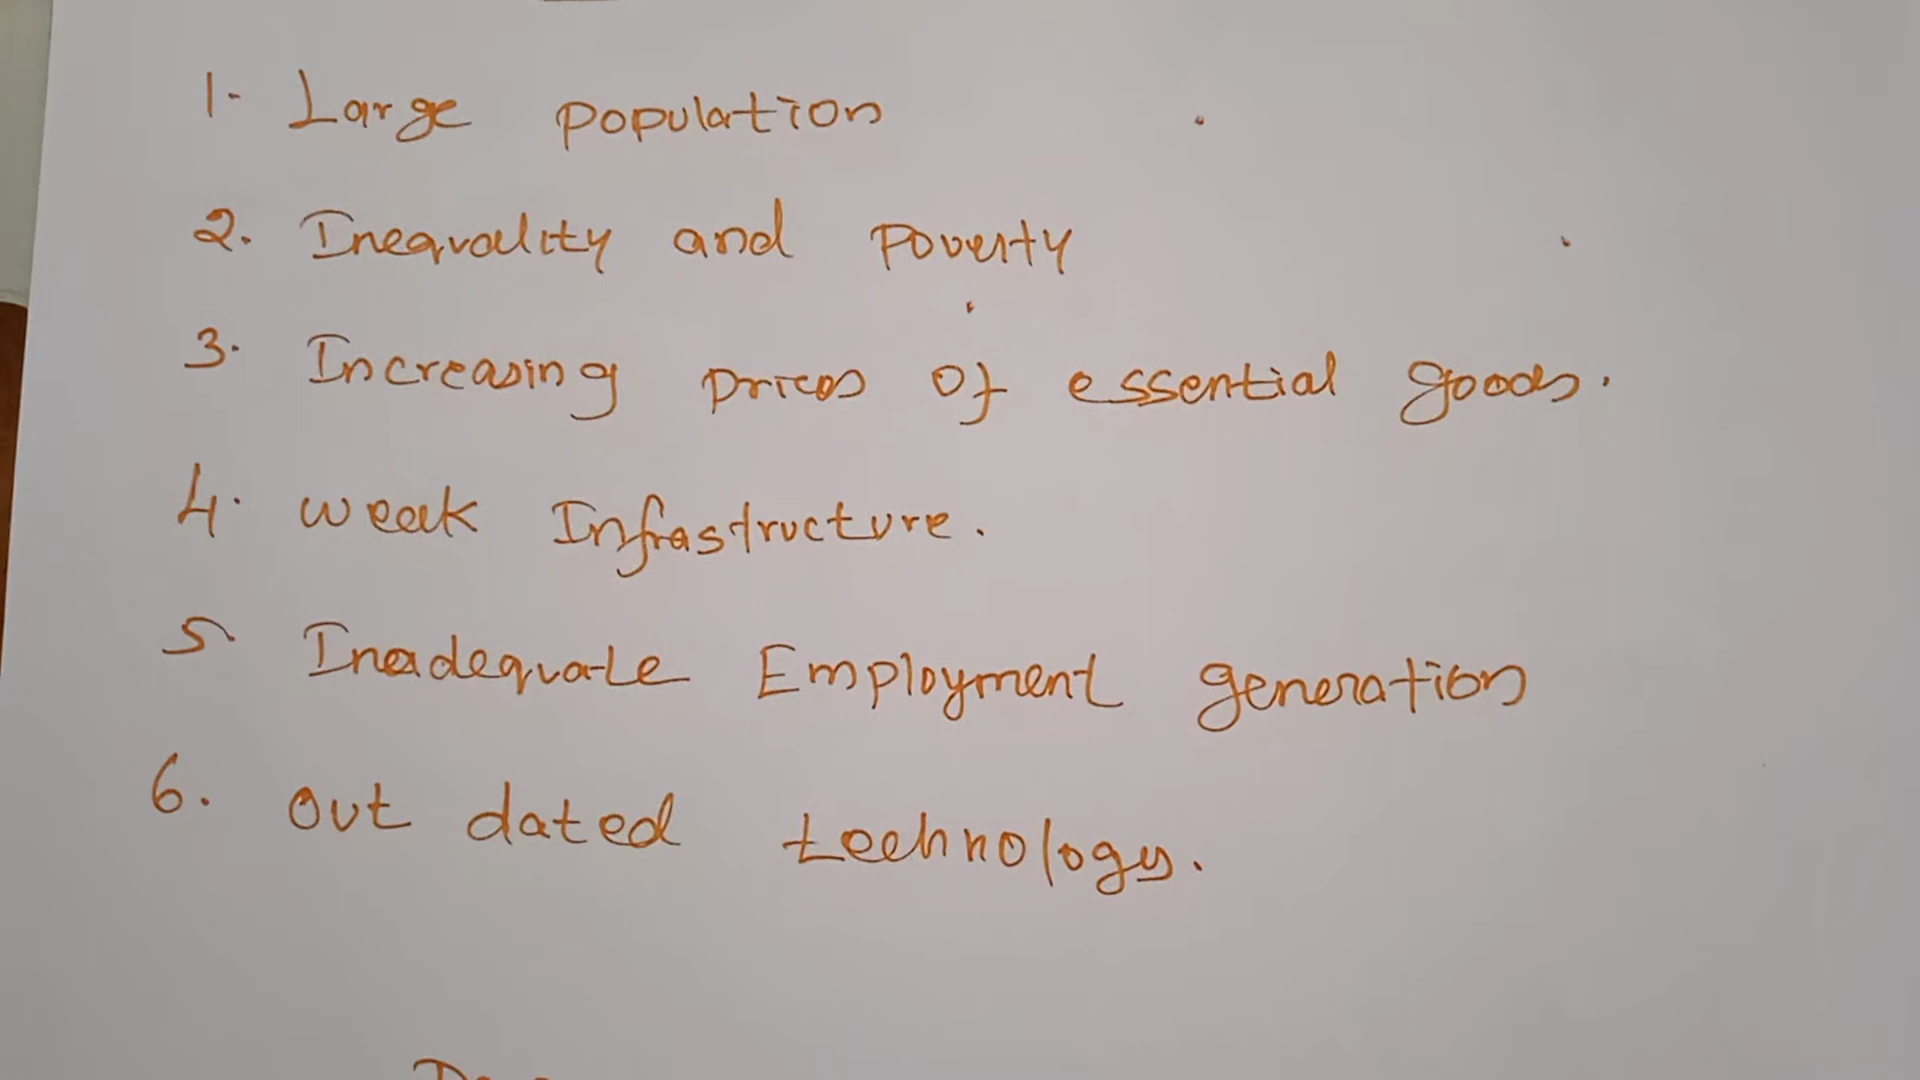 1. Large population
2. Inequality and Poverty
3. Increasing prices of essential goods.
4. weak Infrastructure.
5. Inadequate Employment generation
6. out dated technology.